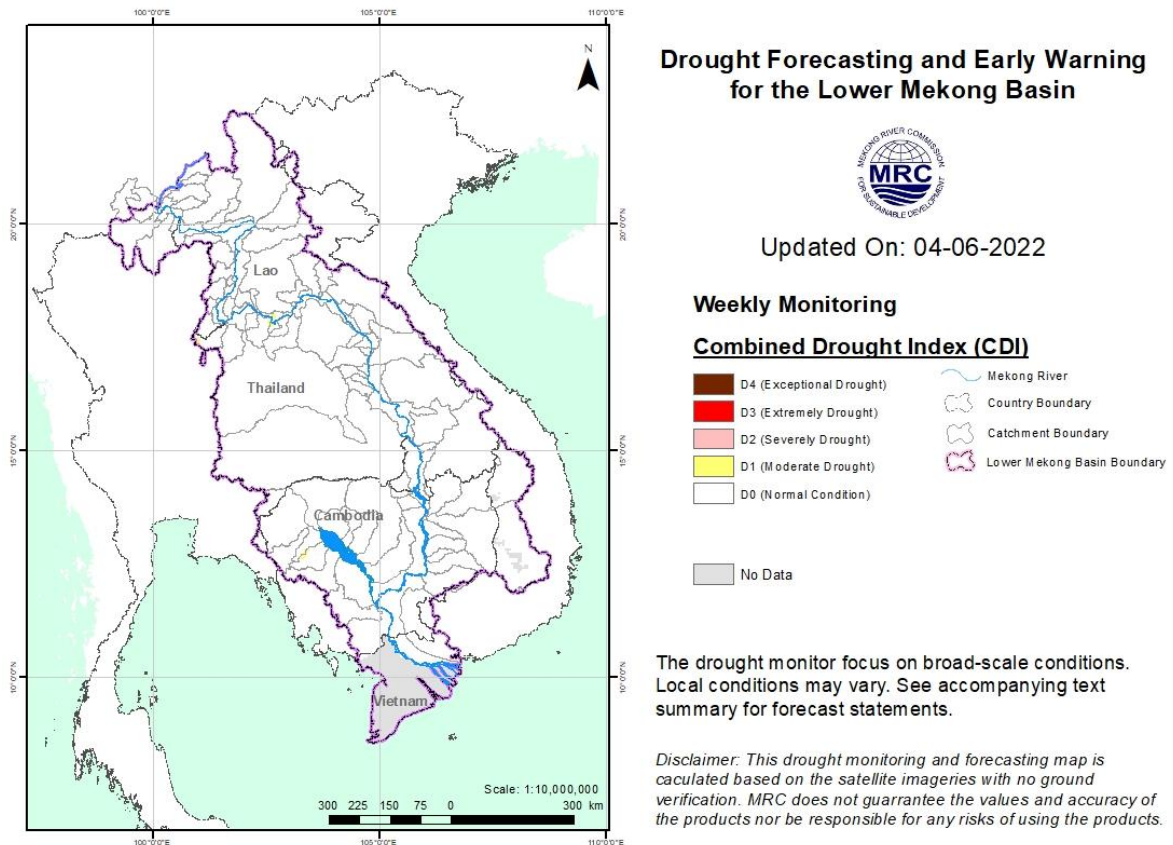 100°0'0"E 105°0'0"E 110°0'0"E
N
20°0'0"N 20°0'0"N
15°0'0"N 15°0'0"N
10°0'0"N 10°0'0"N
Lao
Thailand
Cambodia
Vietnam
Scale: 1:10,000,000
300 225 150 75 0 300 km
100°0'0"E 105°0'0"E 110°0'0"E
Drought Forecasting and Early Warning
for the Lower Mekong Basin
MEKONG RIVER COMMISSION
MRC
FOR SUSTAINABLE DEVELOPMENT
Updated On: 04-06-2022
Weekly Monitoring
Combined Drought Index (CDI)
D4 (Exceptional Drought)
D3 (Extremely Drought)
D2 (Severely Drought)
D1 (Moderate Drought)
D0 (Normal Condition)
No Data
Mekong River
Country Boundary
Catchment Boundary
Lower Mekong Basin Boundary
The drought monitor focus on broad-scale conditions.
Local conditions may vary. See accompanying text
summary for forecast statements.
Disclaimer: This drought monitoring and forecasting map is
caculated based on the satellite imageries with no ground
verification. MRC does not guarrantee the values and accuracy of
the products nor be responsible for any risks of using the products.